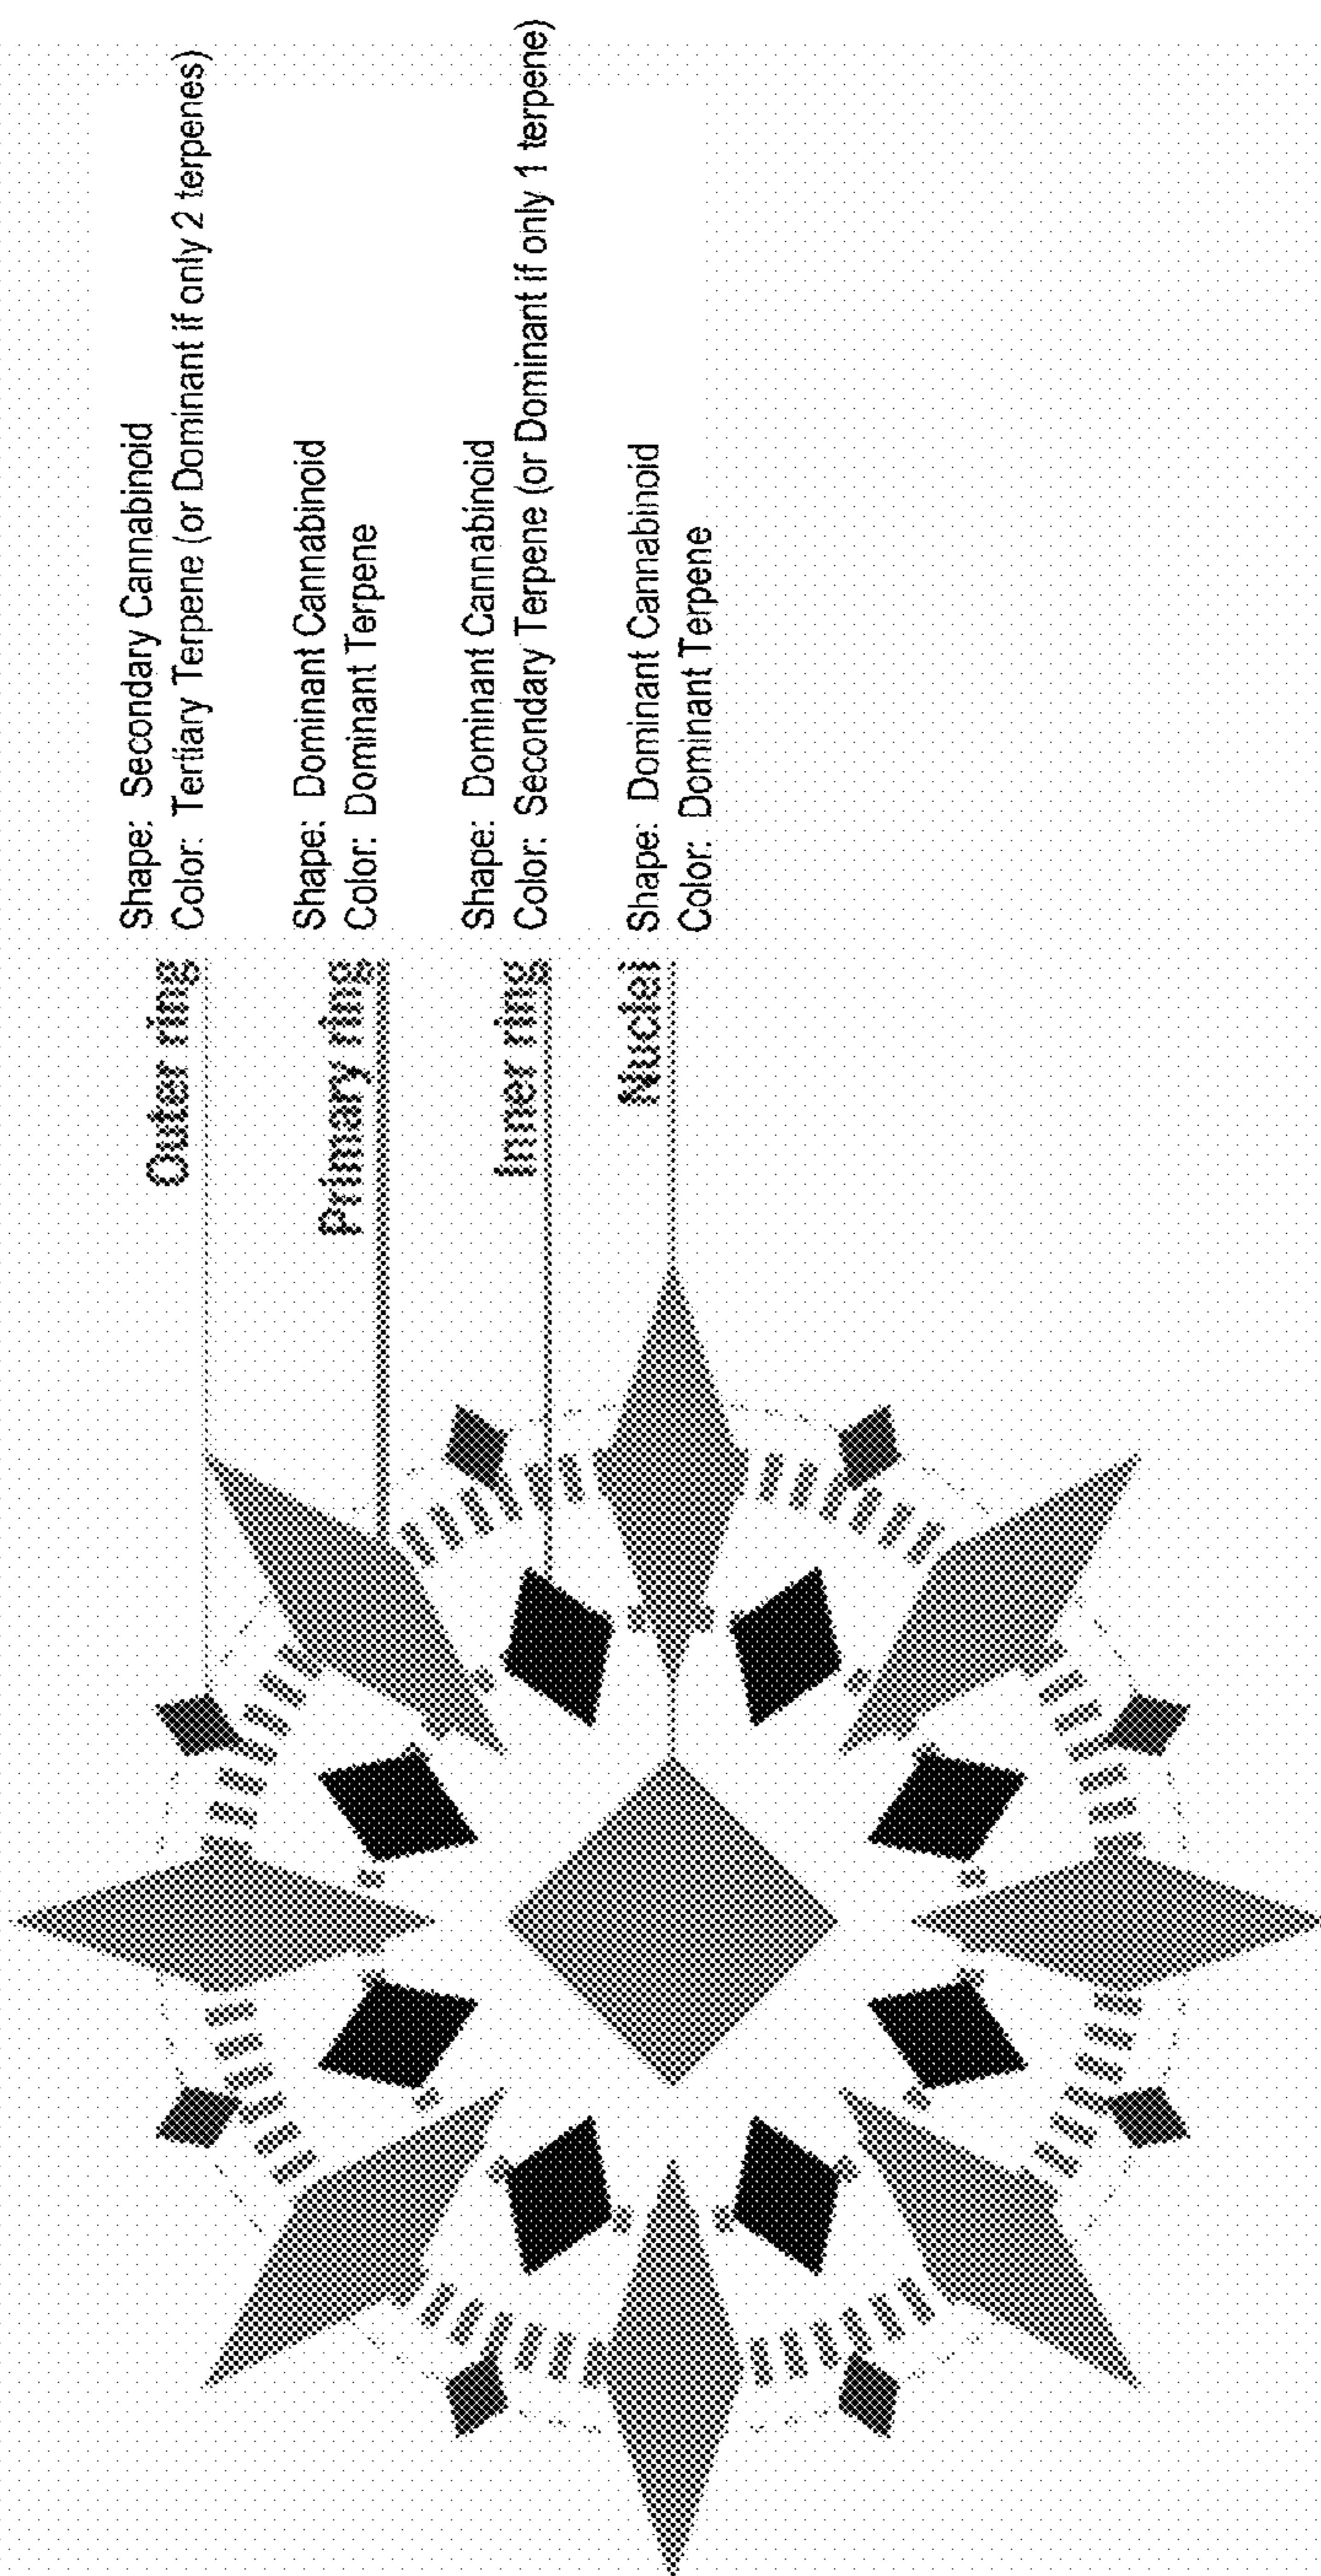 Outer ring
Shape: Secondary Cannabinoid
Color: Tertiary Terpene (or Dominant if only 2 terpenes)
Primary ring
Shape: Dominant Cannabinoid
Color: Dominant Terpene
Inner ring
Shape: Dominant Cannabinoid
Color: Secondary Terpene (or Dominant if only 1 terpene)
Nuclei
Shape: Dominant Cannabinoid
Color: Dominant Terpene